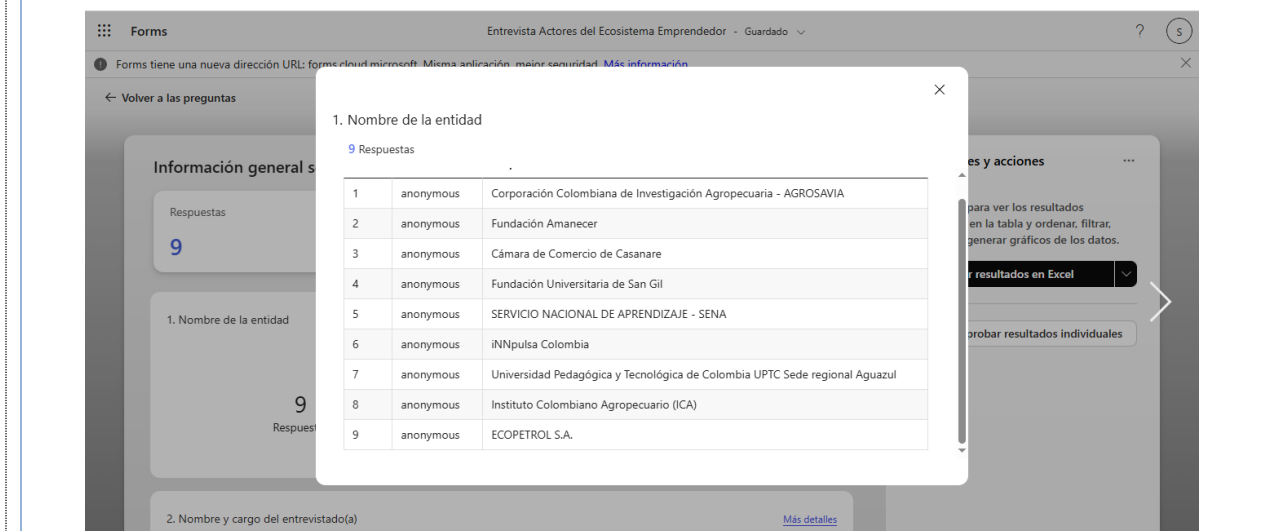 Forms
Entrevista Actores del Ecosistema Emprendedor - Guardado
?
S
Forms tiene una nueva dirección URL: forms.cloud.microsoft. Misma aplicación, mejor seguridad. Más información
Volver a las preguntas
1. Nombre de la entidad
9 Respuestas
1 anonymous Corporación Colombiana de Investigación Agropecuaria - AGROSAVIA
2 anonymous Fundación Amanecer
3 anonymous Cámara de Comercio de Casanare
4 anonymous Fundación Universitaria de San Gil
5 anonymous SERVICIO NACIONAL DE APRENDIZAJE - SENA
6 anonymous iNNpulsa Colombia
7 anonymous Universidad Pedagógica y Tecnológica de Colombia UPTC Sede regional Aguazul
8 anonymous Instituto Colombiano Agropecuario (ICA)
9 anonymous ECOPETROL S.A.
Información general s
Respuestas
9
1. Nombre de la entidad
9
Respues
es y acciones
para ver los resultados
en la tabla y ordenar, filtrar,
generar gráficos de los datos.
r resultados en Excel
probar resultados individuales
2. Nombre y cargo del entrevistado(a)
Más detalles